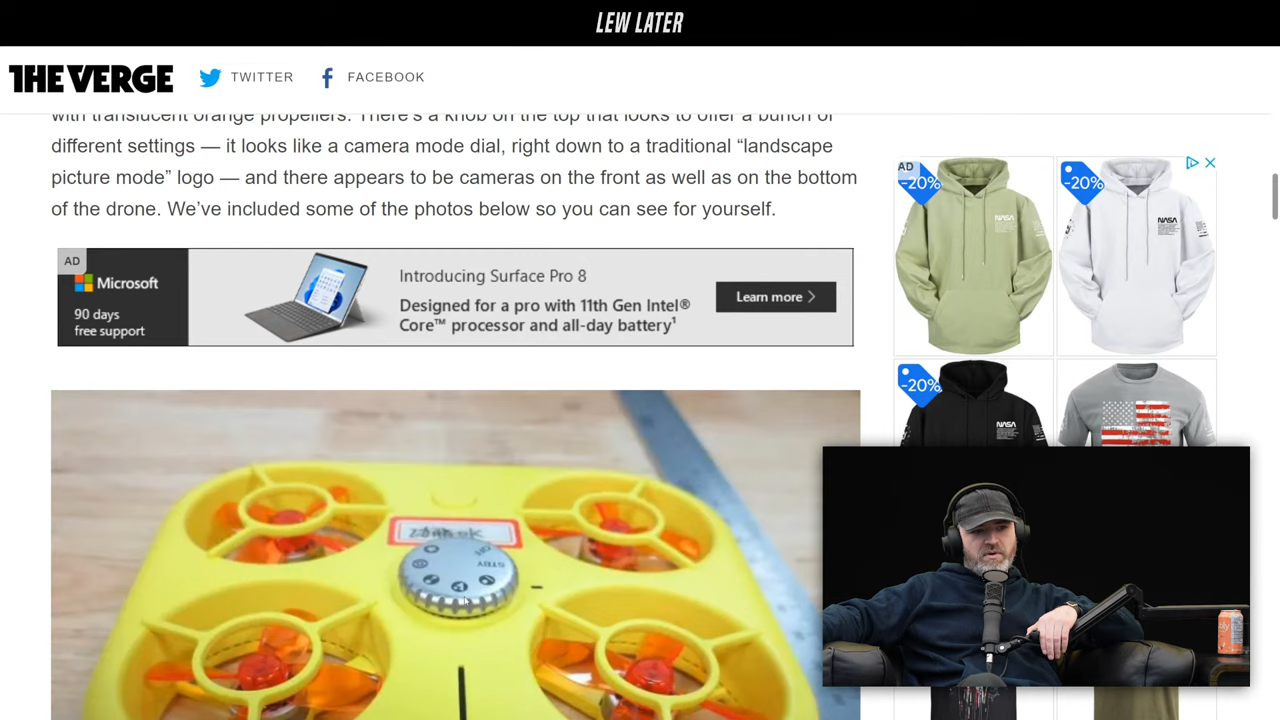 LEW LATER
THE VERGE
TWITTER
FACEBOOK
with translucent orange propellers. There's a knob on the top that looks to offer a bunch of
different settings — it looks like a camera mode dial, right down to a traditional “landscape
picture mode” logo — and there appears to be cameras on the front as well as on the bottom
of the drone. We’ve included some of the photos below so you can see for yourself.
AD
Microsoft
90 days
free support
Introducing Surface Pro 8
Designed for a pro with 11th Gen Intel®
Core™ processor and all-day battery¹
Learn more
AD
-20%
NASA
-20%
NASA
-20%
NASA
OFF
STBY